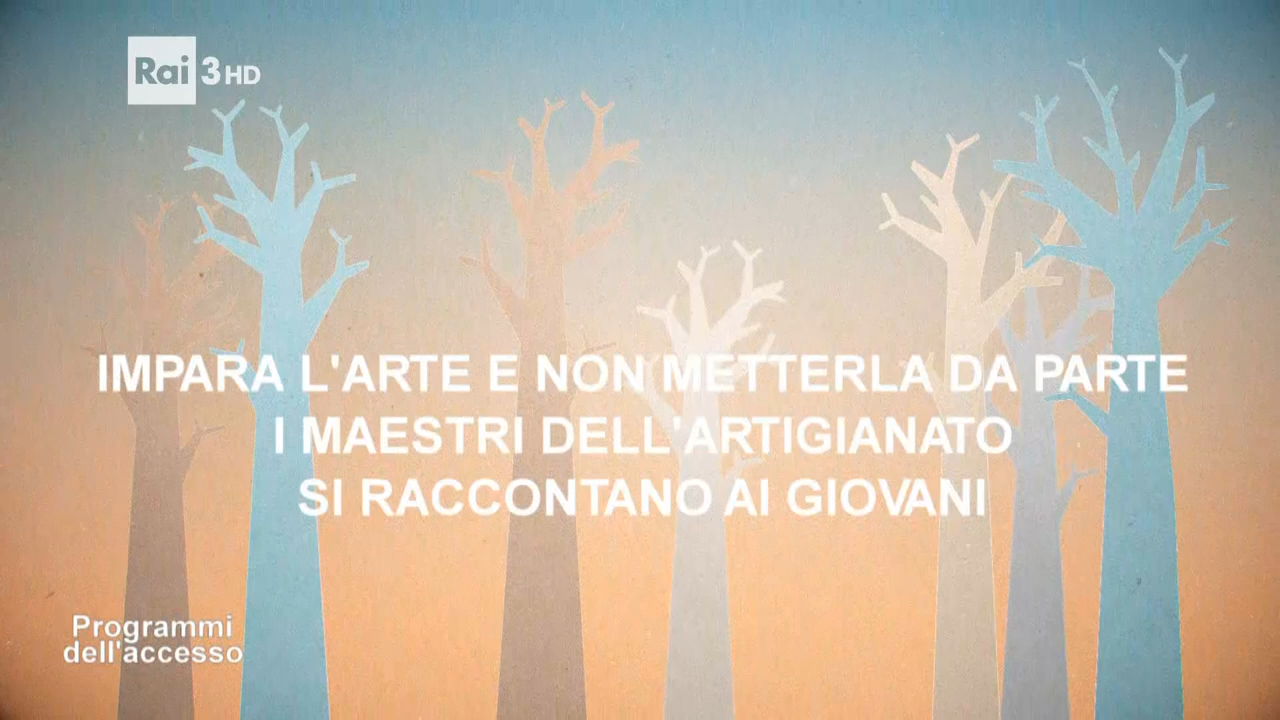 Rai 3HD
IMPARA L'ARTE E NON METTERLA DA PARTE
I MAESTRI DELL'ARTIGIANATO
SI RACCONTANO AI GIOVANI
Programmi
dell'accesso